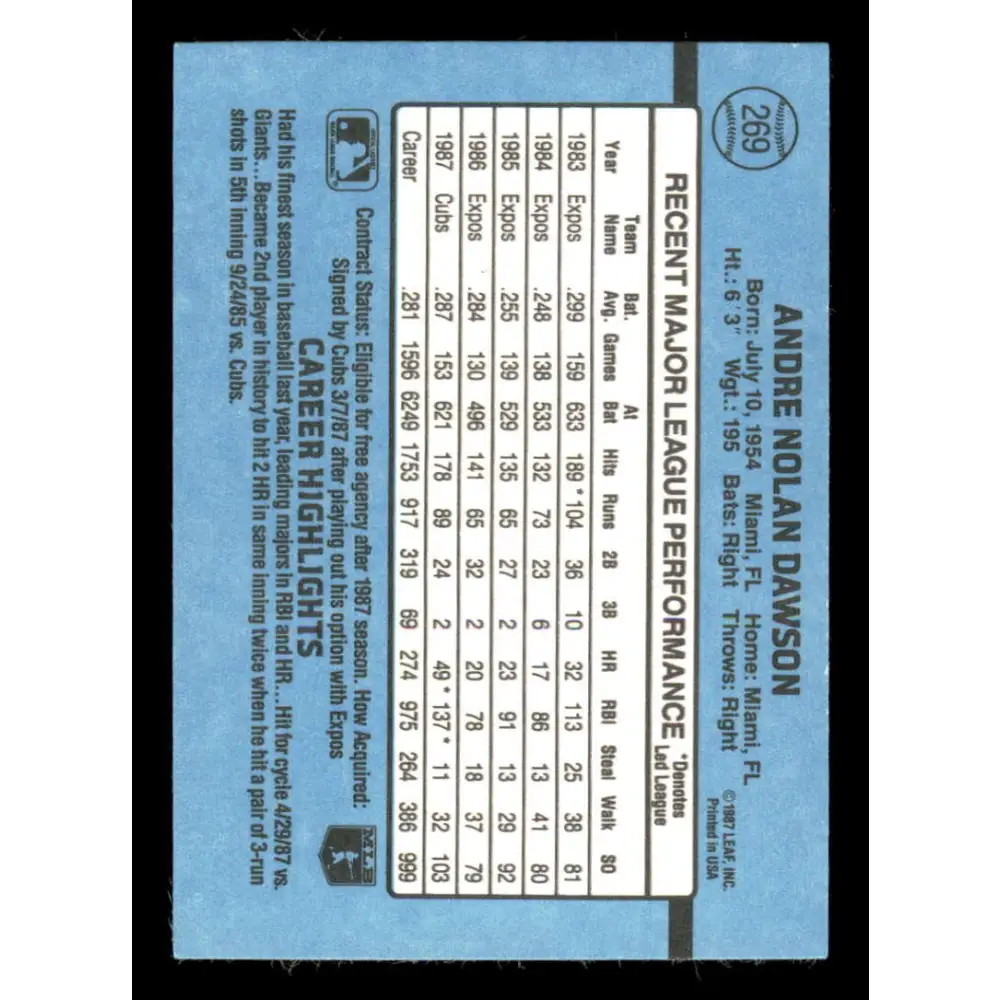 269
ANDRE NOLAN DAWSON
Born: July 10, 1954 Miami, FL Home: Miami, FL
Ht.: 6'3" Wgt.: 195 Bats: Right Throws: Right
© 1987 LEAF, INC.
Printed in USA
RECENT MAJOR LEAGUE PERFORMANCE *Denotes
Led League
Year Team Name Bat. Avg. Games At Bat Hits Runs 2B 3B HR RBI Steal Walk SO
1983 Expos .299 159 633 189* 104 36 10 32 113 25 38 81
1984 Expos .248 138 533 132 73 23 6 17 86 13 41 80
1985 Expos .255 139 529 135 65 27 2 23 91 13 29 92
1986 Expos .284 130 496 141 65 32 2 20 78 18 37 79
1987 Cubs .287 153 621 178 89 24 2 49* 137* 11 32 103
Career .281 1596 6249 1753 917 319 69 274 975 264 386 999
Contract Status: Eligible for free agency after 1987 season. How Acquired:
Signed by Cubs 3/7/87 after playing out his option with Expos
MLB
CAREER HIGHLIGHTS
Had his finest season in baseball last year, leading majors in RBI and HR...Hit for cycle 4/29/87 vs.
Giants...Became 2nd player in history to hit 2 HR in same inning twice when he hit a pair of 3-run
shots in 5th inning 9/24/85 vs. Cubs.